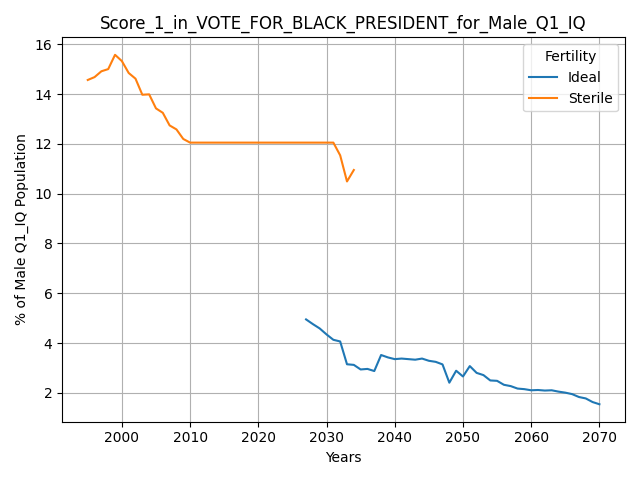 Score_1_in_VOTE_FOR_BLACK_PRESIDENT_for_Male_Q1_IQ
Fertility
Ideal
Sterile
% of Male Q1_IQ Population
16
14
12
10
8
6
4
2
2000
2010
2020
2030
2040
2050
2060
2070
Years